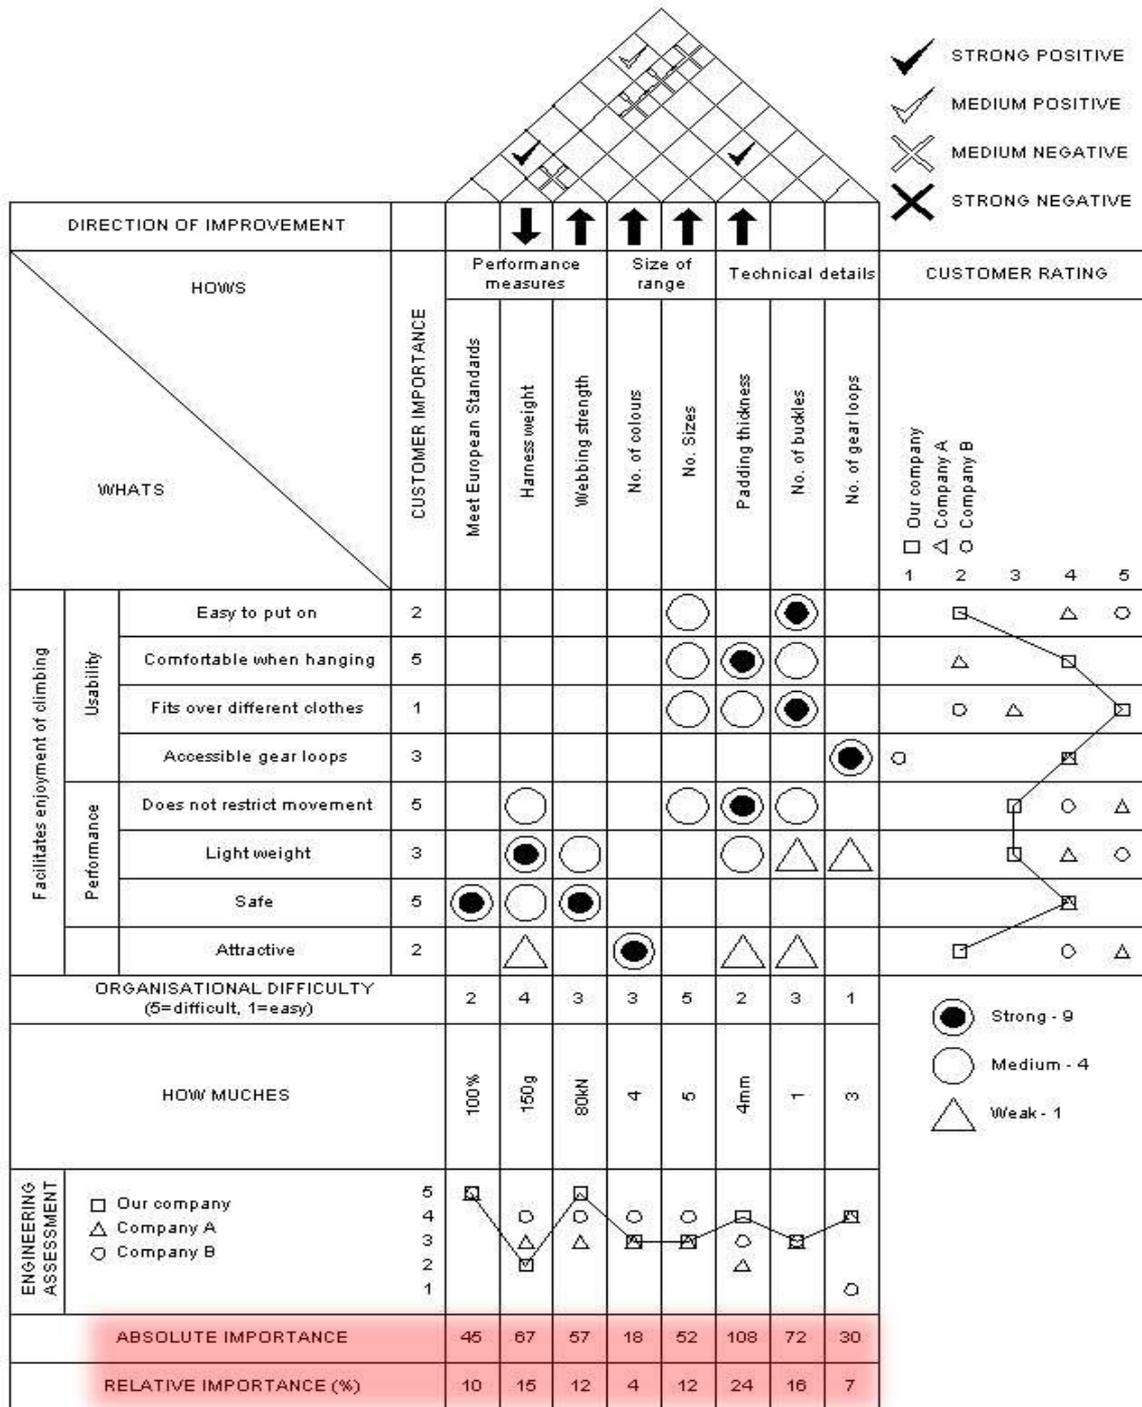 STRONG POSITIVE
MEDIUM POSITIVE
MEDIUM NEGATIVE
STRONG NEGATIVE
DIRECTION OF IMPROVEMENT
HOWS
WHATS
CUSTOMER IMPORTANCE
Performance measures
Size of range
Technical details
CUSTOMER RATING
Meet European Standards
Harness weight
Webbing strength
No. of colours
No. Sizes
Padding thickness
No. of buckles
No. of gear loops
Our company
Company A
Company B
1 2 3 4 5
Facilitates enjoyment of climbing
Usability
Easy to put on 2
Comfortable when hanging 5
Fits over different clothes 1
Accessible gear loops 3
Performance
Does not restrict movement 5
Light weight 3
Safe 5
Attractive 2
ORGANISATIONAL DIFFICULTY
(5=difficult, 1=easy)
2 4 3 3 5 2 3 1
Strong - 9
Medium - 4
Weak - 1
HOW MUCHES
100% 150g 80kN 4 5 4mm 1 3
ENGINEERING ASSESSMENT
Our company
Company A
Company B
5
4
3
2
1
ABSOLUTE IMPORTANCE 45 67 57 18 52 108 72 30
RELATIVE IMPORTANCE (%) 10 15 12 4 12 24 16 7